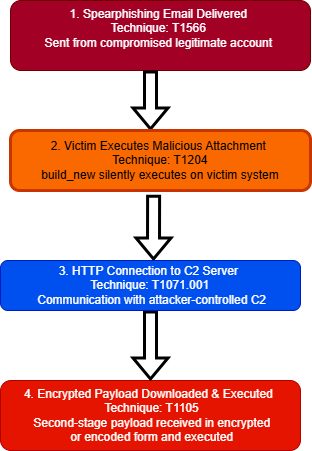 1. Spearphishing Email Delivered
Technique: T1566
Sent from compromised legitimate account
2. Victim Executes Malicious Attachment
Technique: T1204
build_new silently executes on victim system
3. HTTP Connection to C2 Server
Technique: T1071.001
Communication with attacker-controlled C2
4. Encrypted Payload Downloaded & Executed
Technique: T1105
Second-stage payload received in encrypted
or encoded form and executed